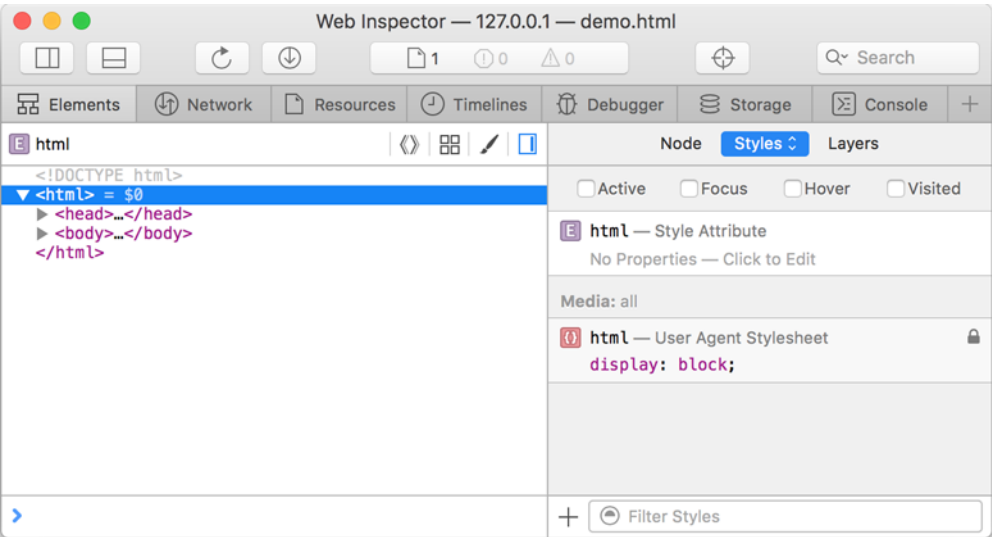 Web Inspector — 127.0.0.1 — demo.html
1 0 0 Search
Elements Network Resources Timelines Debugger Storage Console
E html
Node Styles Layers
<!DOCTYPE html>
<html> = $0
<head>…</head>
<body>…</body>
</html>
Active Focus Hover Visited
E html — Style Attribute
No Properties — Click to Edit
Media: all
html — User Agent Stylesheet
display: block;
Filter Styles